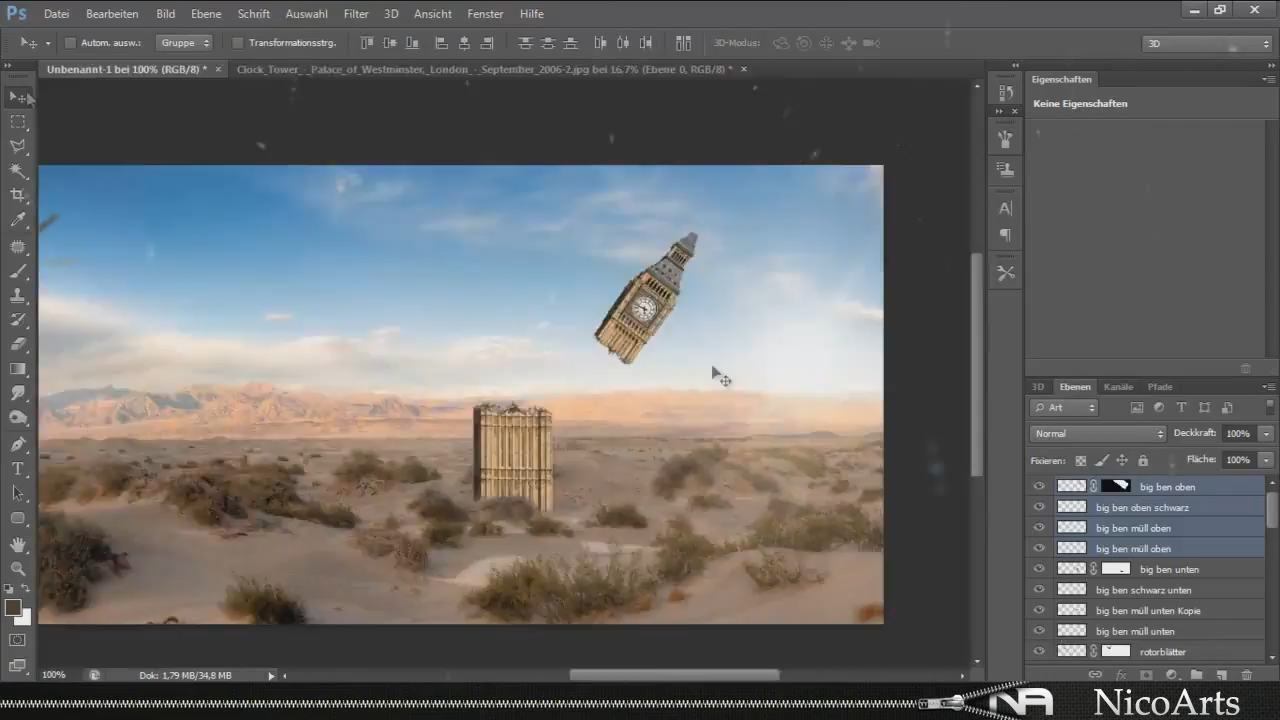 Ps Datei Bearbeiten Bild Ebene Schrift Auswahl Filter 3D Ansicht Fenster Hilfe
Autom. ausw.: Gruppe Transformationsstrg. 3D-Modus: 3D
Unbenannt-1 bei 100% (RGB/8) * × Clock_Tower_-_Palace_of_Westminster,_London_-_September_2006-2.jpg bei 16.7% (Ebene 0, RGB/8) * ×
Eigenschaften
Keine Eigenschaften
3D Ebenen Kanäle Pfade
Art
Normal Deckkraft: 100%
Fixieren: Fläche: 100%
big ben oben
big ben oben schwarz
big ben müll oben
big ben müll oben
big ben unten
big ben schwarz unten
big ben müll unten Kopie
big ben müll unten
rotorblätter
100% Dok: 1,79 MB/34,8 MB
NA NicoArts